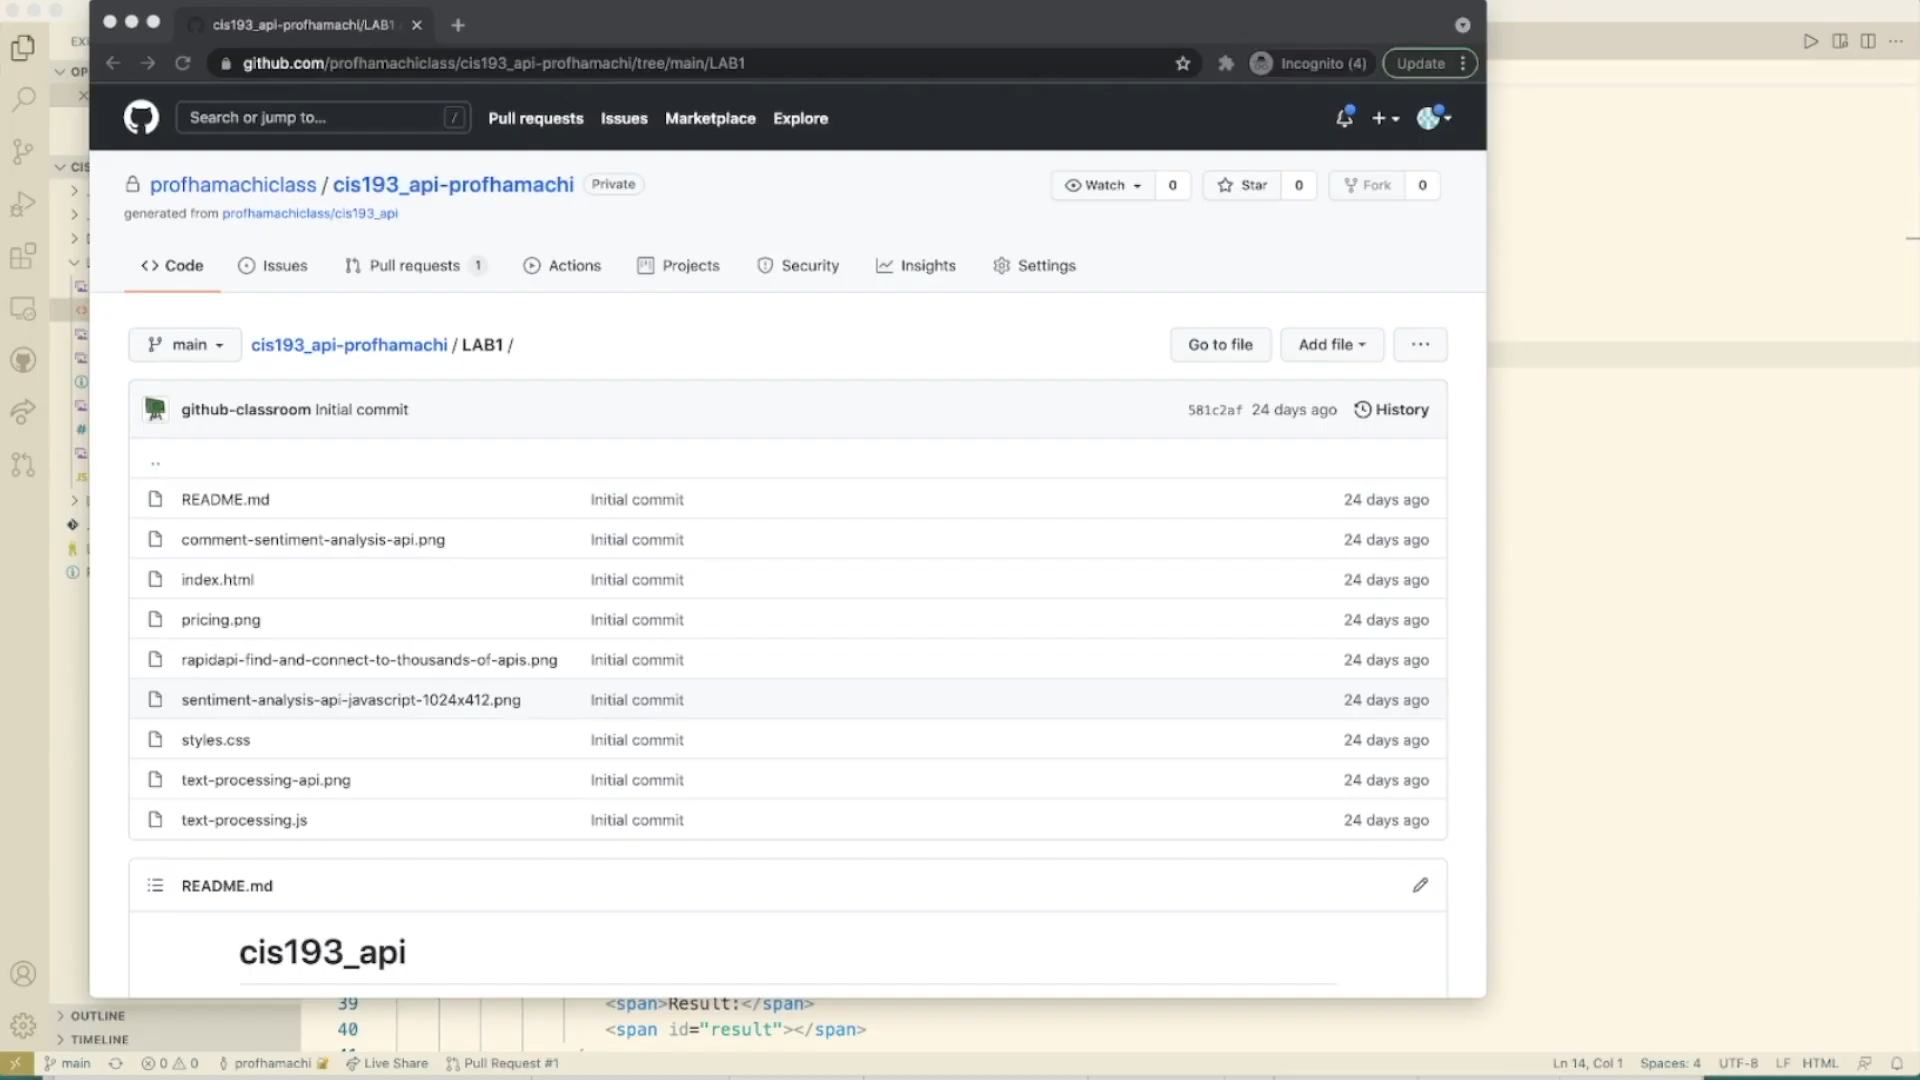 cis193_api-profhamachi/LAB1
github.com/profhamachiclass/cis193_api-profhamachi/tree/main/LAB1
Incognito (4)
Update
Search or jump to...
/
Pull requests
Issues
Marketplace
Explore
profhamachiclass / cis193_api-profhamachi
Private
Watch
0
Star
0
Fork
0
generated from profhamachiclass/cis193_api
Code
Issues
Pull requests 1
Actions
Projects
Security
Insights
Settings
main
cis193_api-profhamachi / LAB1 /
Go to file
Add file
github-classroom Initial commit
581c2af 24 days ago
History
..
README.md Initial commit 24 days ago
comment-sentiment-analysis-api.png Initial commit 24 days ago
index.html Initial commit 24 days ago
pricing.png Initial commit 24 days ago
rapidapi-find-and-connect-to-thousands-of-apis.png Initial commit 24 days ago
sentiment-analysis-api-javascript-1024x412.png Initial commit 24 days ago
styles.css Initial commit 24 days ago
text-processing-api.png Initial commit 24 days ago
text-processing.js Initial commit 24 days ago
README.md
cis193_api
39 <span>Result:</span>
40 <span id="result"></span>
OUTLINE
TIMELINE
main
0
0
profhamachi
Live Share
Pull Request #1
Ln 14, Col 1
Spaces: 4
UTF-8
LF
HTML